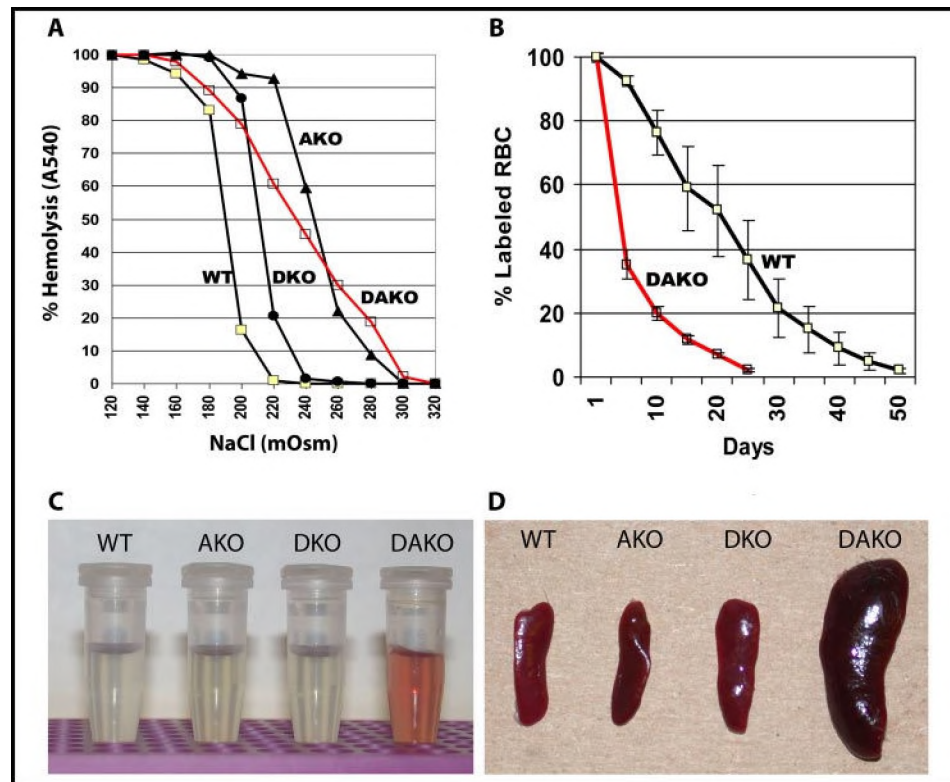 A
% Hemolysis (A540)
100
90
80
70
60
50
40
30
20
10
0
AKO
WT
DKO
DAKO
120
140
160
180
200
220
240
260
280
300
320
NaCl (mOsm)
B
% Labeled RBC
100
80
60
40
20
0
WT
DAKO
1
10
20
30
40
50
Days
C
WT AKO DKO DAKO
D
WT AKO DKO DAKO